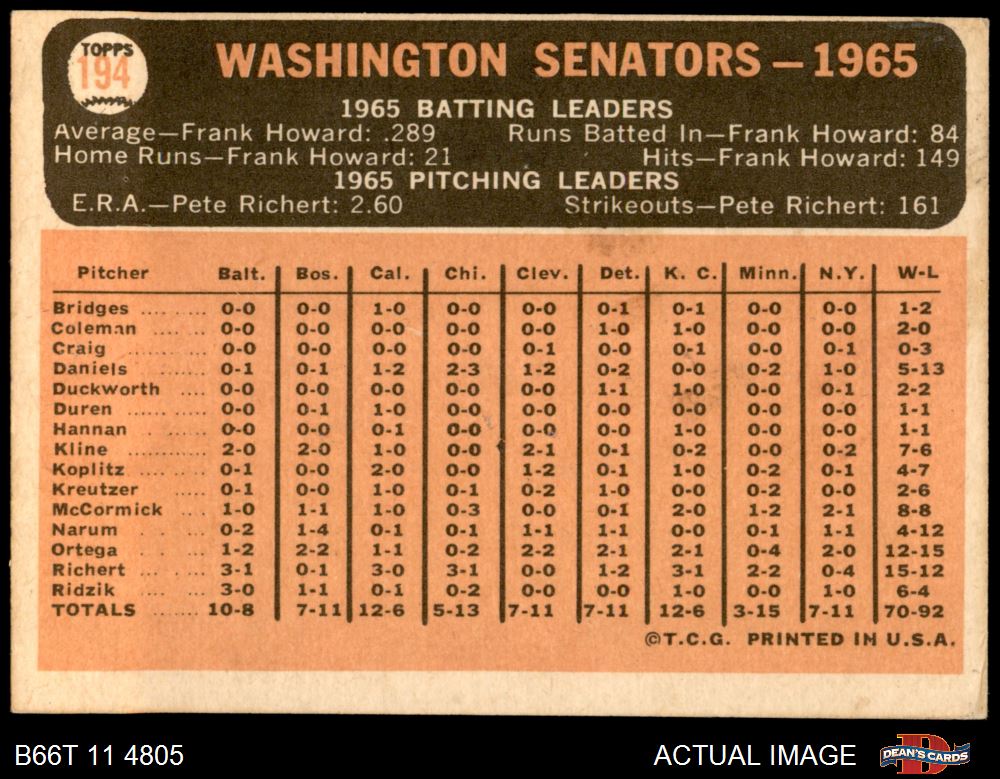 TOPPS
194
WASHINGTON SENATORS – 1965
1965 BATTING LEADERS
Average—Frank Howard: .289 Runs Batted In—Frank Howard: 84
Home Runs—Frank Howard: 21 Hits—Frank Howard: 149
1965 PITCHING LEADERS
E.R.A.—Pete Richert: 2.60 Strikeouts—Pete Richert: 161
Pitcher Balt. Bos. Cal. Chi. Clev. Det. K. C. Minn. N.Y. W-L
Bridges .... ...... 0-0 0-0 1-0 0-0 0-0 0-1 0-1 0-0 0-0 1-2
Coleman .... .... 0-0 0-0 0-0 0-0 0-0 1-0 1-0 0-0 0-0 2-0
Craig ........ ... 0-0 0-0 0-0 0-0 0-1 0-0 0-1 0-0 0-1 0-3
Daniels ...... .... 0-1 0-1 1-2 2-3 1-2 0-2 0-0 0-2 1-0 5-13
Duckworth .... 0-0 0-0 0-0 0-0 0-0 1-1 1-0 0-0 0-1 2-2
Duren ...... ...... 0-0 0-1 1-0 0-0 0-0 0-0 0-0 0-0 0-0 1-1
Hannan .. ....... 0-0 0-0 0-1 0-0 0-0 0-0 1-0 0-0 0-0 1-1
Kline ........ .... 2-0 2-0 1-0 0-0 2-1 0-1 0-2 0-0 0-2 7-6
Koplitz .... .... 0-1 0-0 2-0 0-0 1-2 0-1 1-0 0-2 0-1 4-7
Kreutzer ..... 0-1 0-0 1-0 0-1 0-2 1-0 0-0 0-2 0-0 2-6
McCormick ... 1-0 1-1 1-0 0-3 0-0 0-1 2-0 1-2 2-1 8-8
Narum . . ... 0-2 1-4 0-1 0-1 1-1 1-1 0-0 0-1 1-1 4-12
Ortega .. . .... 1-2 2-2 1-1 0-2 2-2 2-1 2-1 0-4 2-0 12-15
Richert ... .. .... 3-1 0-1 3-0 3-1 0-0 1-2 3-1 2-2 0-4 15-12
Ridzik ... .. .... 3-0 1-1 0-1 0-2 0-0 0-0 1-0 0-0 1-0 6-4
TOTALS ....... 10-8 7-11 12-6 5-13 7-11 7-11 12-6 3-15 7-11 70-92
©T.C.G. PRINTED IN U.S.A.
B66T 11 4805 ACTUAL IMAGE DEAN'S CARDS